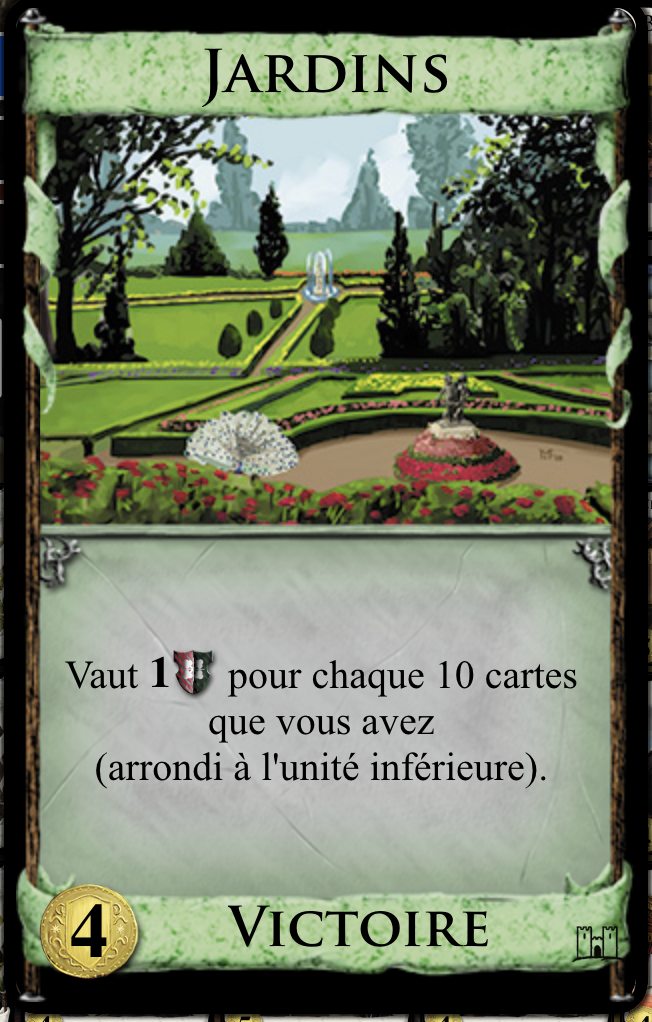 JARDINS
Vaut 1 pour chaque 10 cartes
que vous avez
(arrondi à l'unité inférieure).
4 VICTOIRE